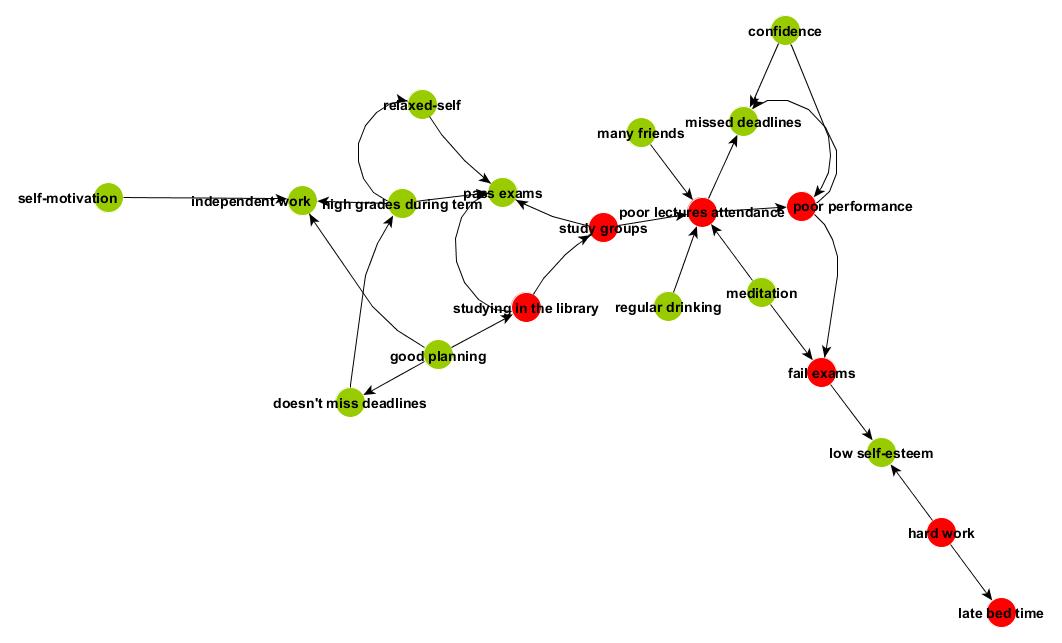 confidence
relaxed-self
missed deadlines
many friends
pass exams
self-motivation
independent work
high grades during term
poor lectures attendance
poor performance
study groups
meditation
regular drinking
studying in the library
good planning
fail exams
doesn't miss deadlines
low self-esteem
hard work
late bed time